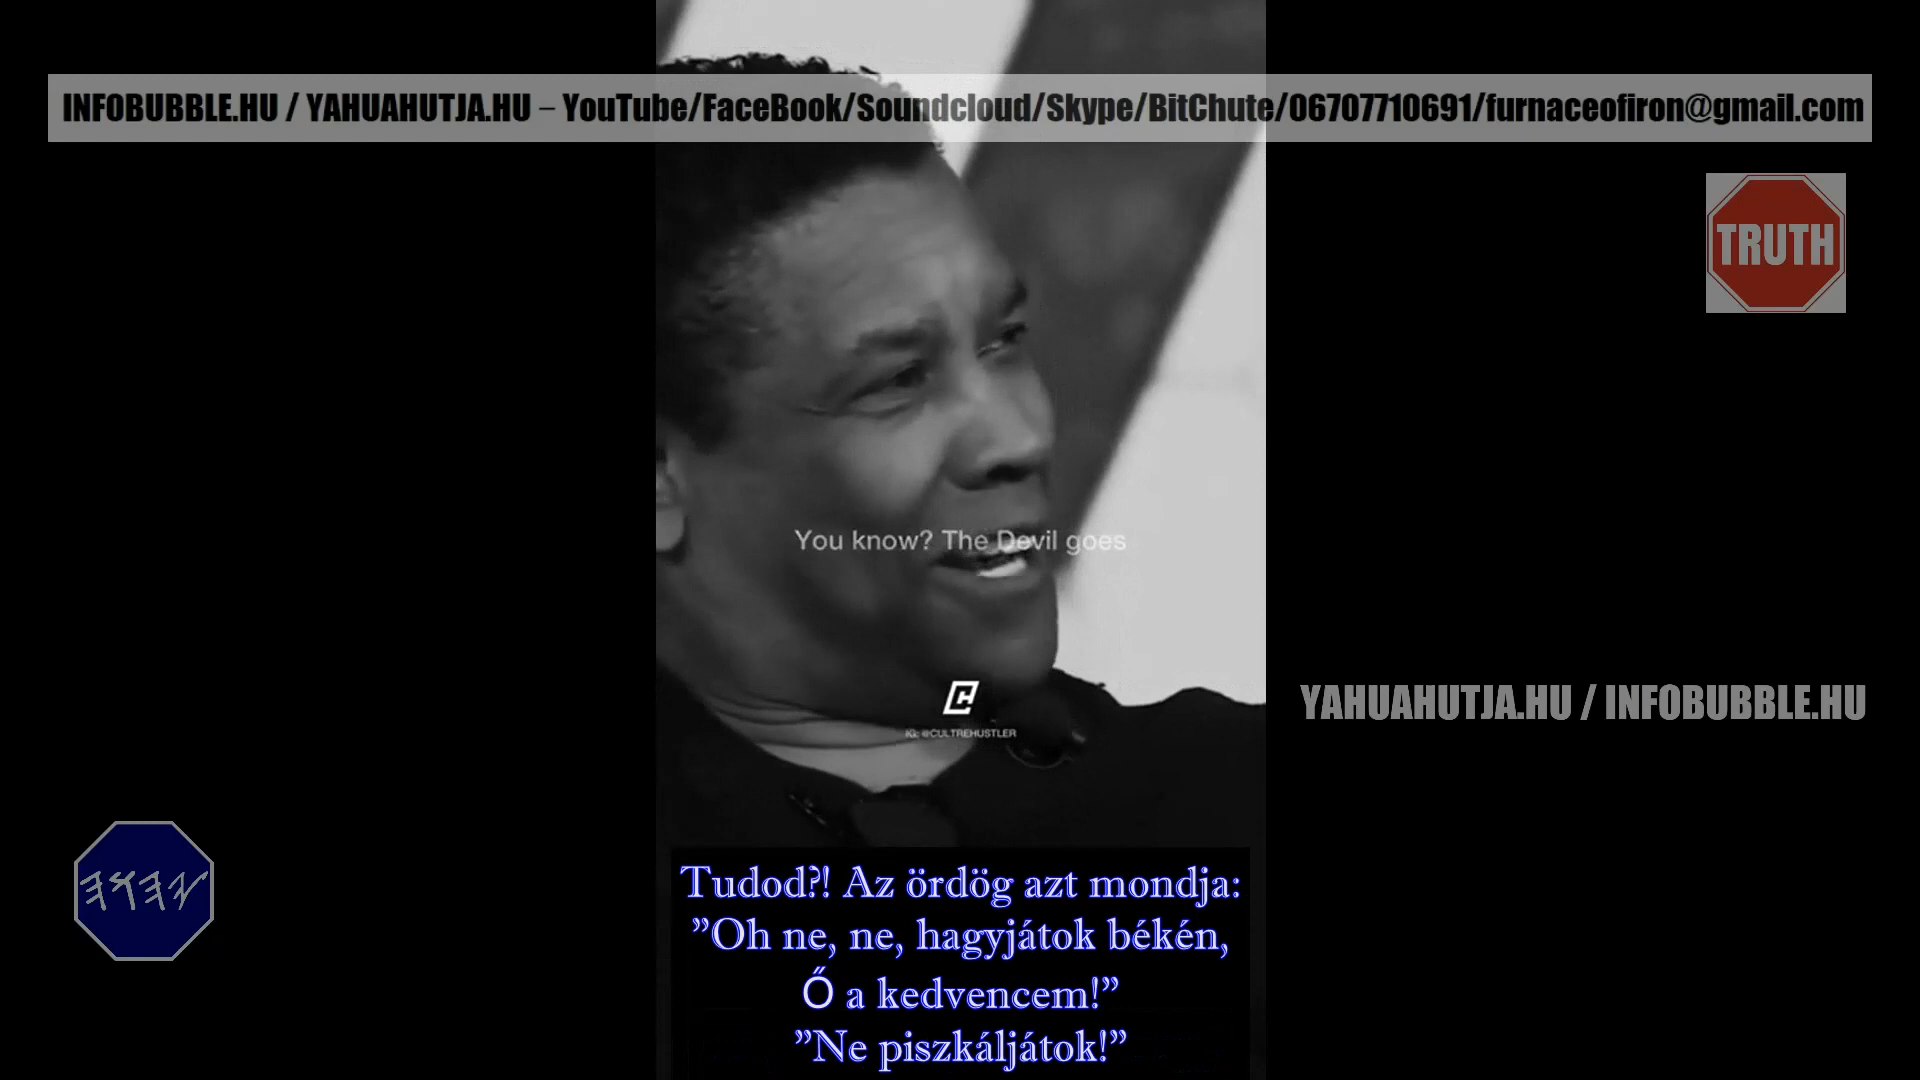 INFOBUBBLE.HU / YAHUAHUTJA.HU – YouTube/FaceBook/Soundcloud/Skype/BitChute/06707710691/furnaceofiron@gmail.com
TRUTH
You know? The Devil goes
IG: @CULTREHUSTLER
YAHUAHUTJA.HU / INFOBUBBLE.HU
𐤉𐤄𐤅𐤄
Tudod?! Az ördög azt mondja:
”Oh ne, ne, hagyjátok békén,
Ő a kedvencem!”
”Ne piszkáljátok!”